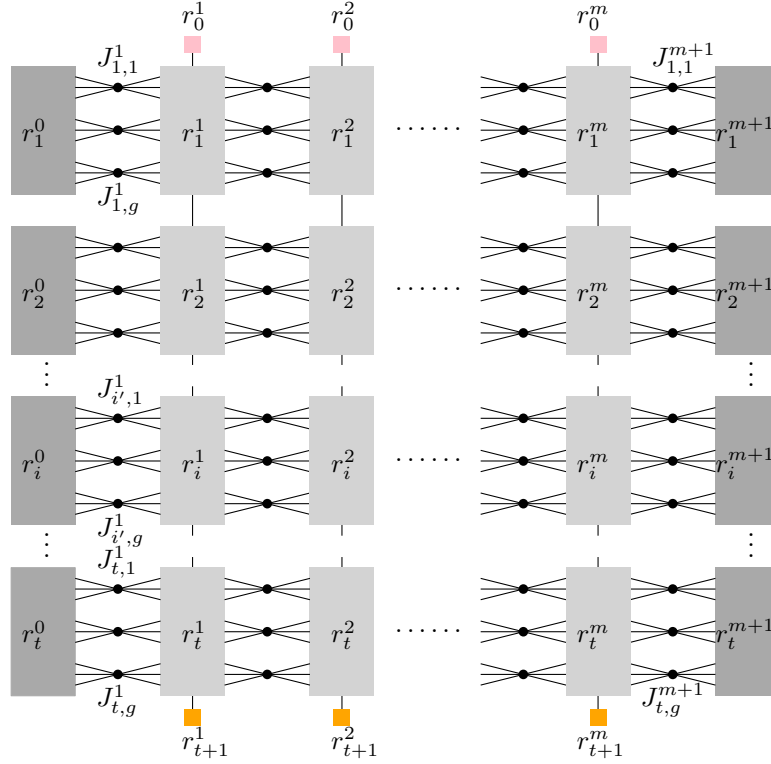 r_0^1 r_0^2 r_0^m
J_{1,1}^1 J_{1,1}^{m+1}
r_1^0 r_1^1 r_1^2 ...... r_1^m r_1^{m+1}
J_{1,g}^1
r_2^0 r_2^1 r_2^2 ...... r_2^m r_2^{m+1}
⋮ ⋮
J_{i',1}^1
r_i^0 r_i^1 r_i^2 ...... r_i^m r_i^{m+1}
J_{i',g}^1
⋮ ⋮
J_{t,1}^1
r_t^0 r_t^1 r_t^2 ...... r_t^m r_t^{m+1}
J_{t,g}^1 J_{t,g}^{m+1}
r_{t+1}^1 r_{t+1}^2 r_{t+1}^m